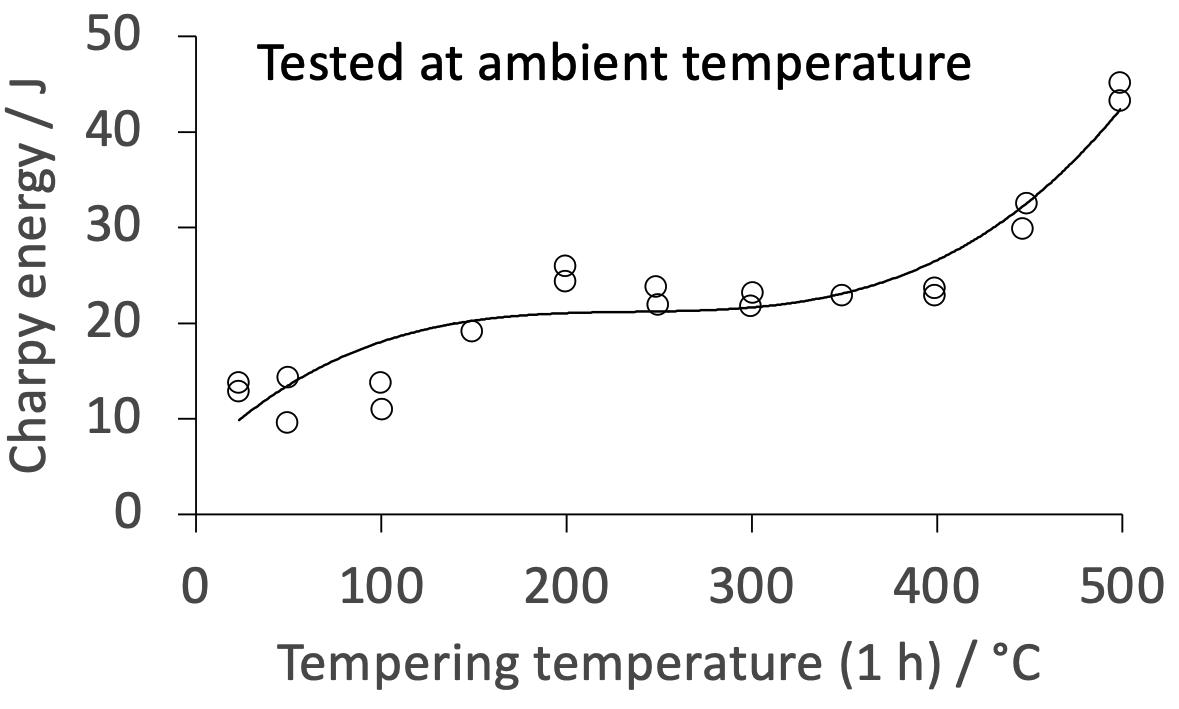 Tested at ambient temperature
Charpy energy / J
50
40
30
20
10
0
0 100 200 300 400 500
Tempering temperature (1 h) / °C